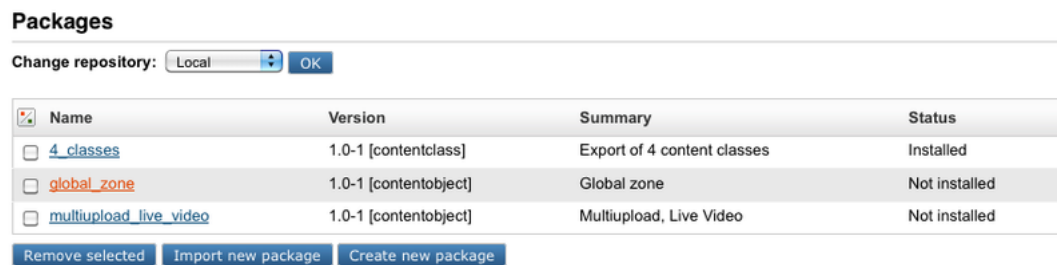 Packages
Change repository: Local OK
Name Version Summary Status
4_classes 1.0-1 [contentclass] Export of 4 content classes Installed
global_zone 1.0-1 [contentobject] Global zone Not installed
multiupload_live_video 1.0-1 [contentobject] Multiupload, Live Video Not installed
Remove selected Import new package Create new package